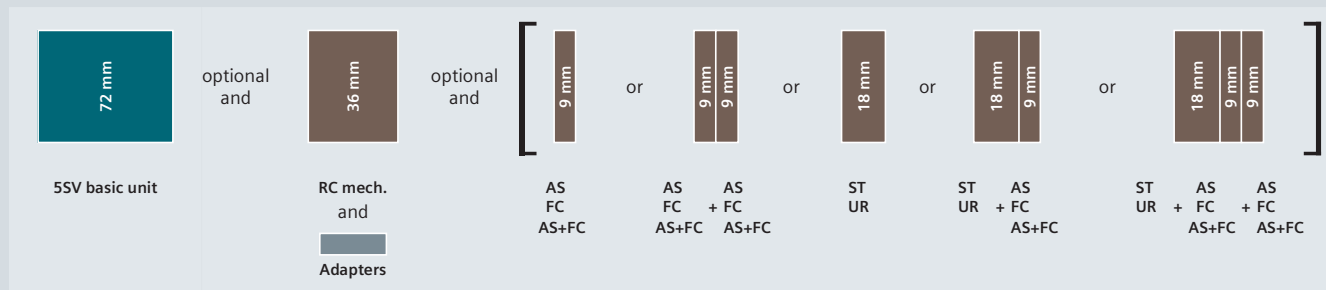 72 mm
optional
and
36 mm
optional
and
9 mm
or
9 mm 9 mm
or
18 mm
or
18 mm 9 mm
or
18 mm 9 mm 9 mm
5SV basic unit
RC mech.
and
Adapters
AS
FC
AS+FC
AS AS
FC + FC
AS+FC AS+FC
ST
UR
ST AS
UR + FC
AS+FC
ST AS AS
UR + FC + FC
AS+FC AS+FC